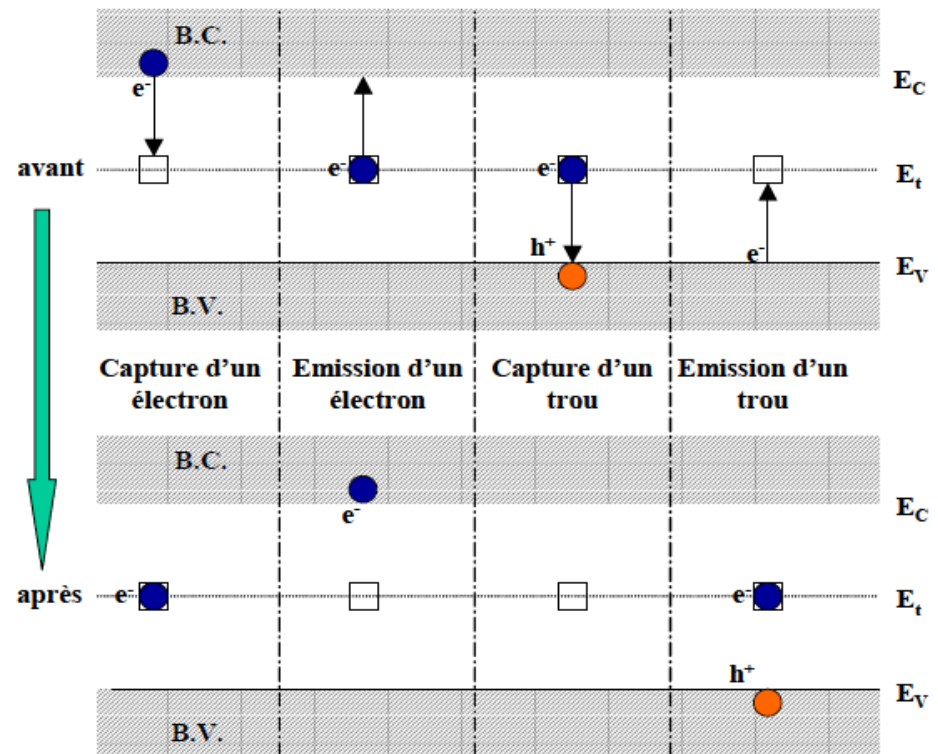 B.C.
e-
E_C
avant
e-
e-
E_t
h+
e-
E_V
B.V.
Capture d'un électron
Emission d'un électron
Capture d'un trou
Emission d'un trou
B.C.
e-
E_C
après
e-
e-
E_t
h+
E_V
B.V.